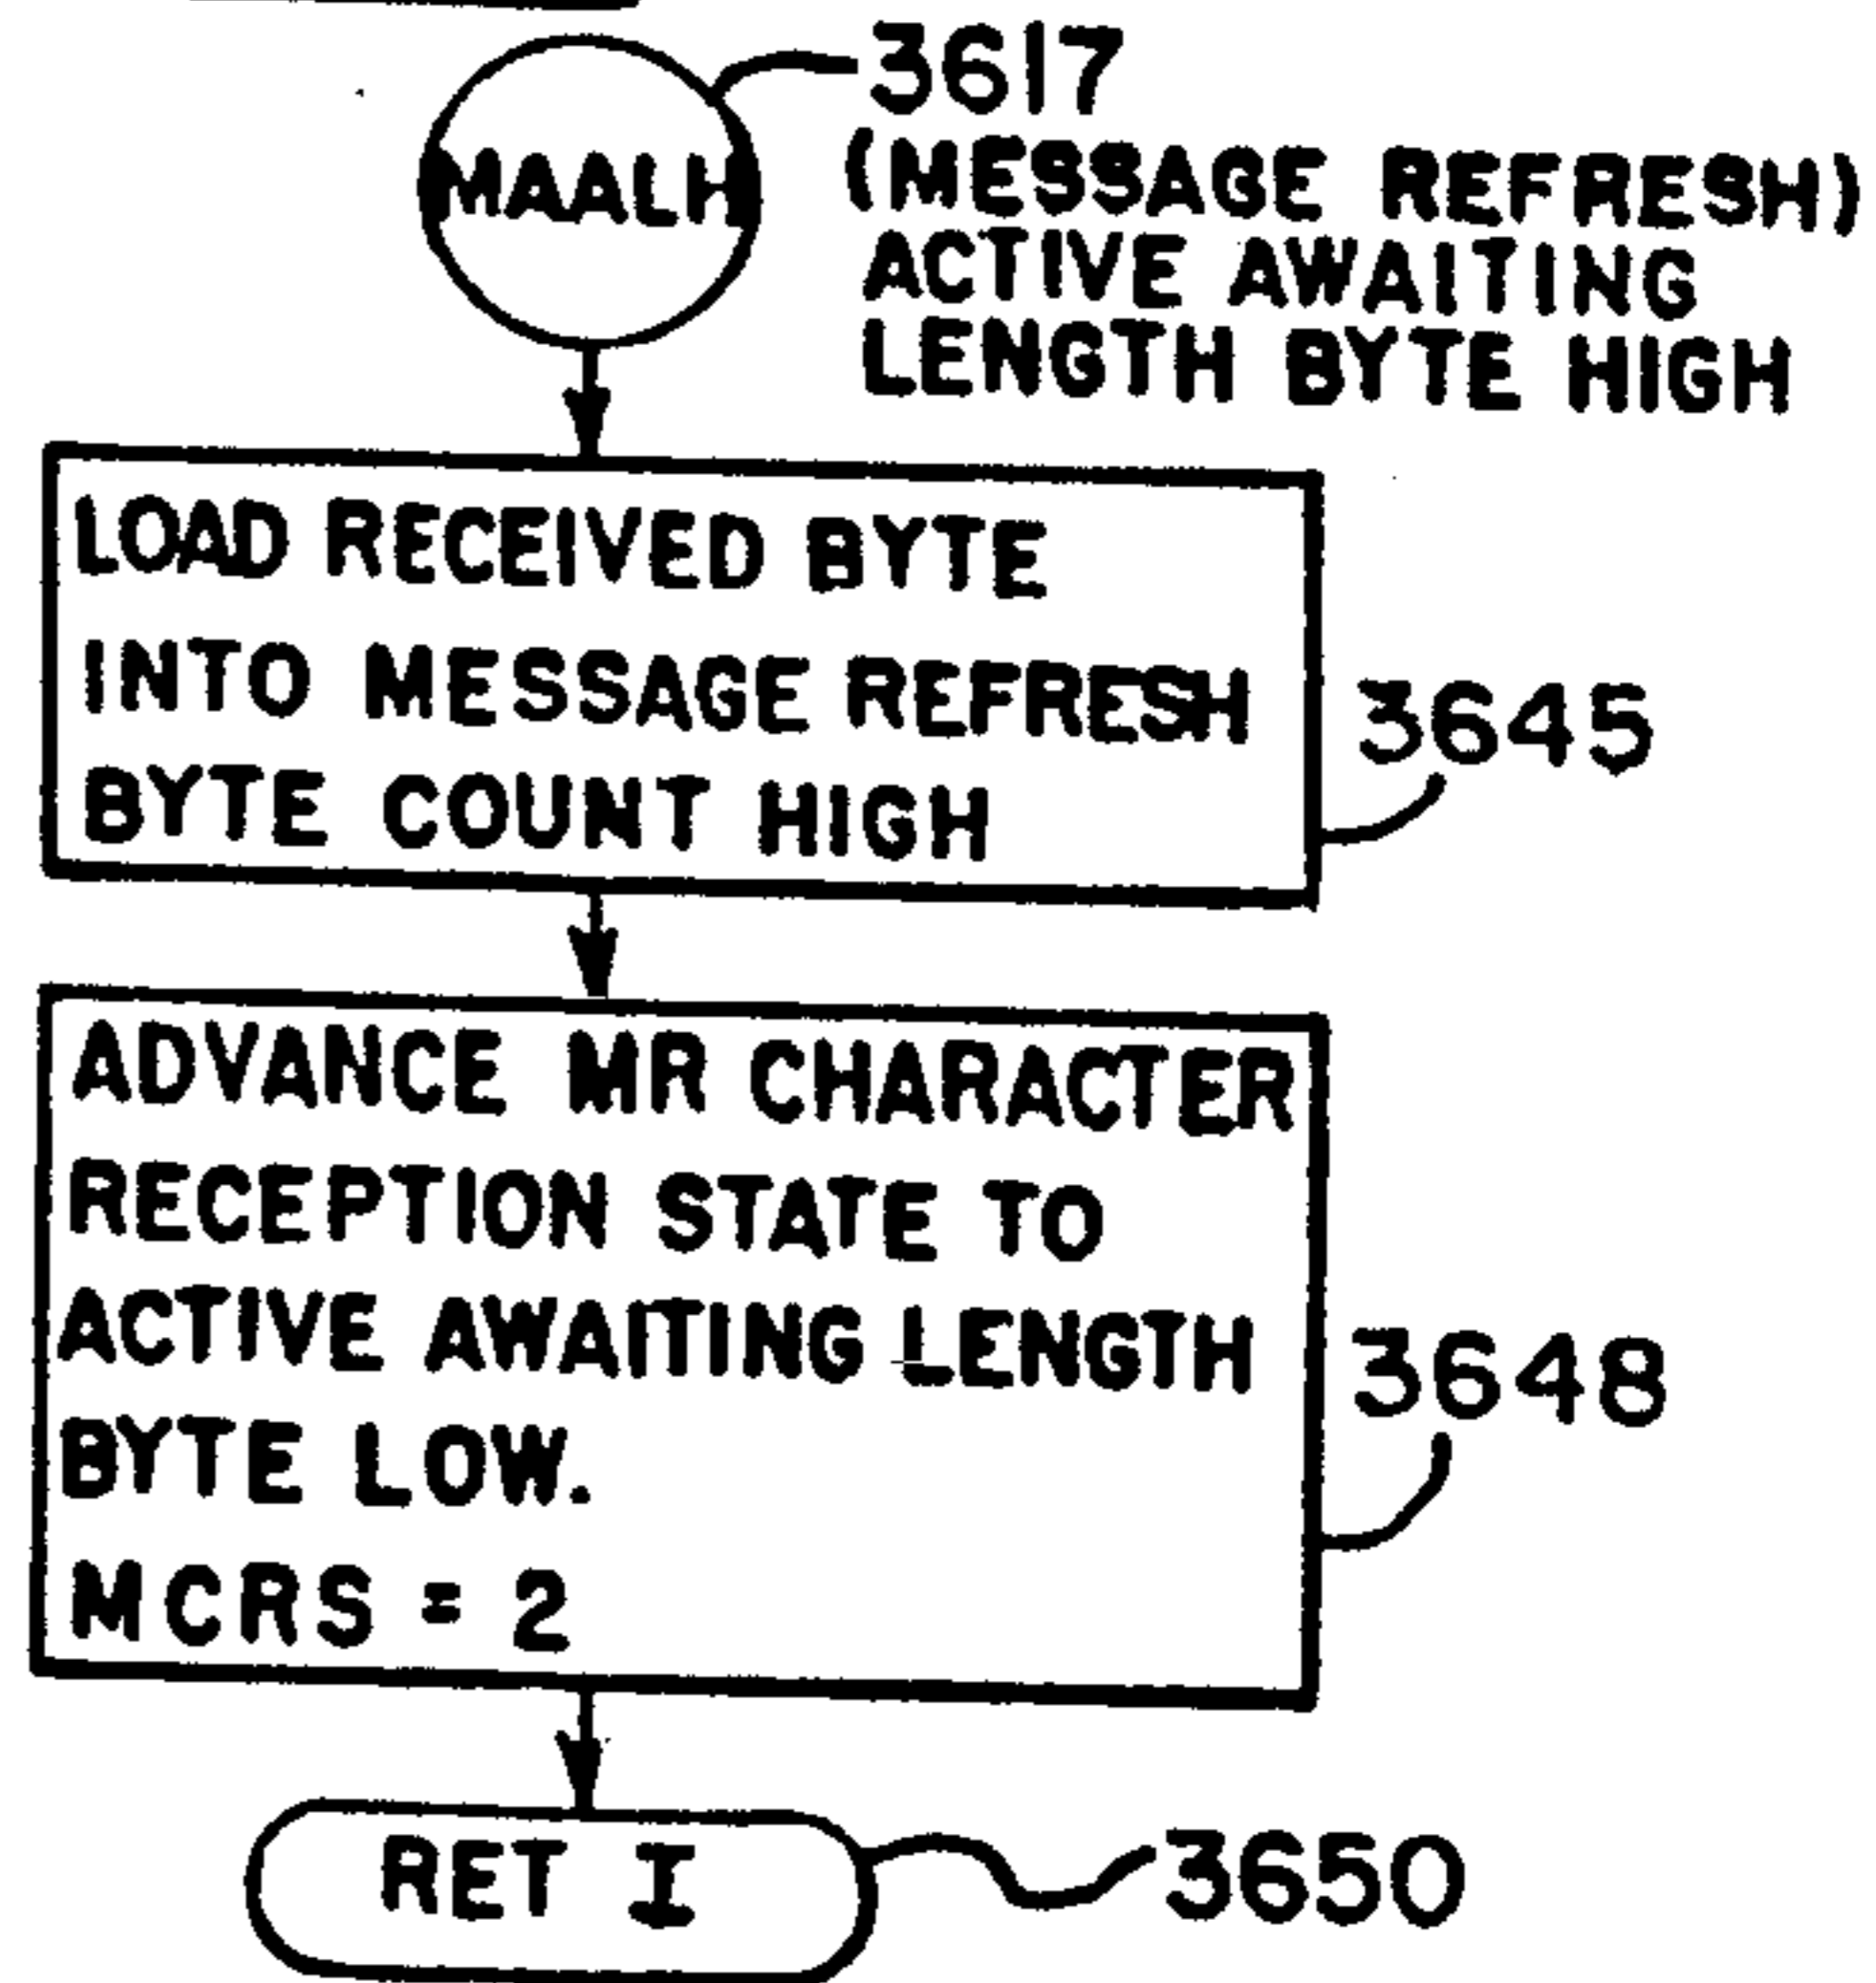 3617
MAALH
(MESSAGE REFRESH)
ACTIVE AWAITING
LENGTH BYTE HIGH
LOAD RECEIVED BYTE
INTO MESSAGE REFRESH
BYTE COUNT HIGH
3645
ADVANCE MR CHARACTER
RECEPTION STATE TO
ACTIVE AWAITING LENGTH
BYTE LOW.
MCRS = 2
3648
RET I
3650